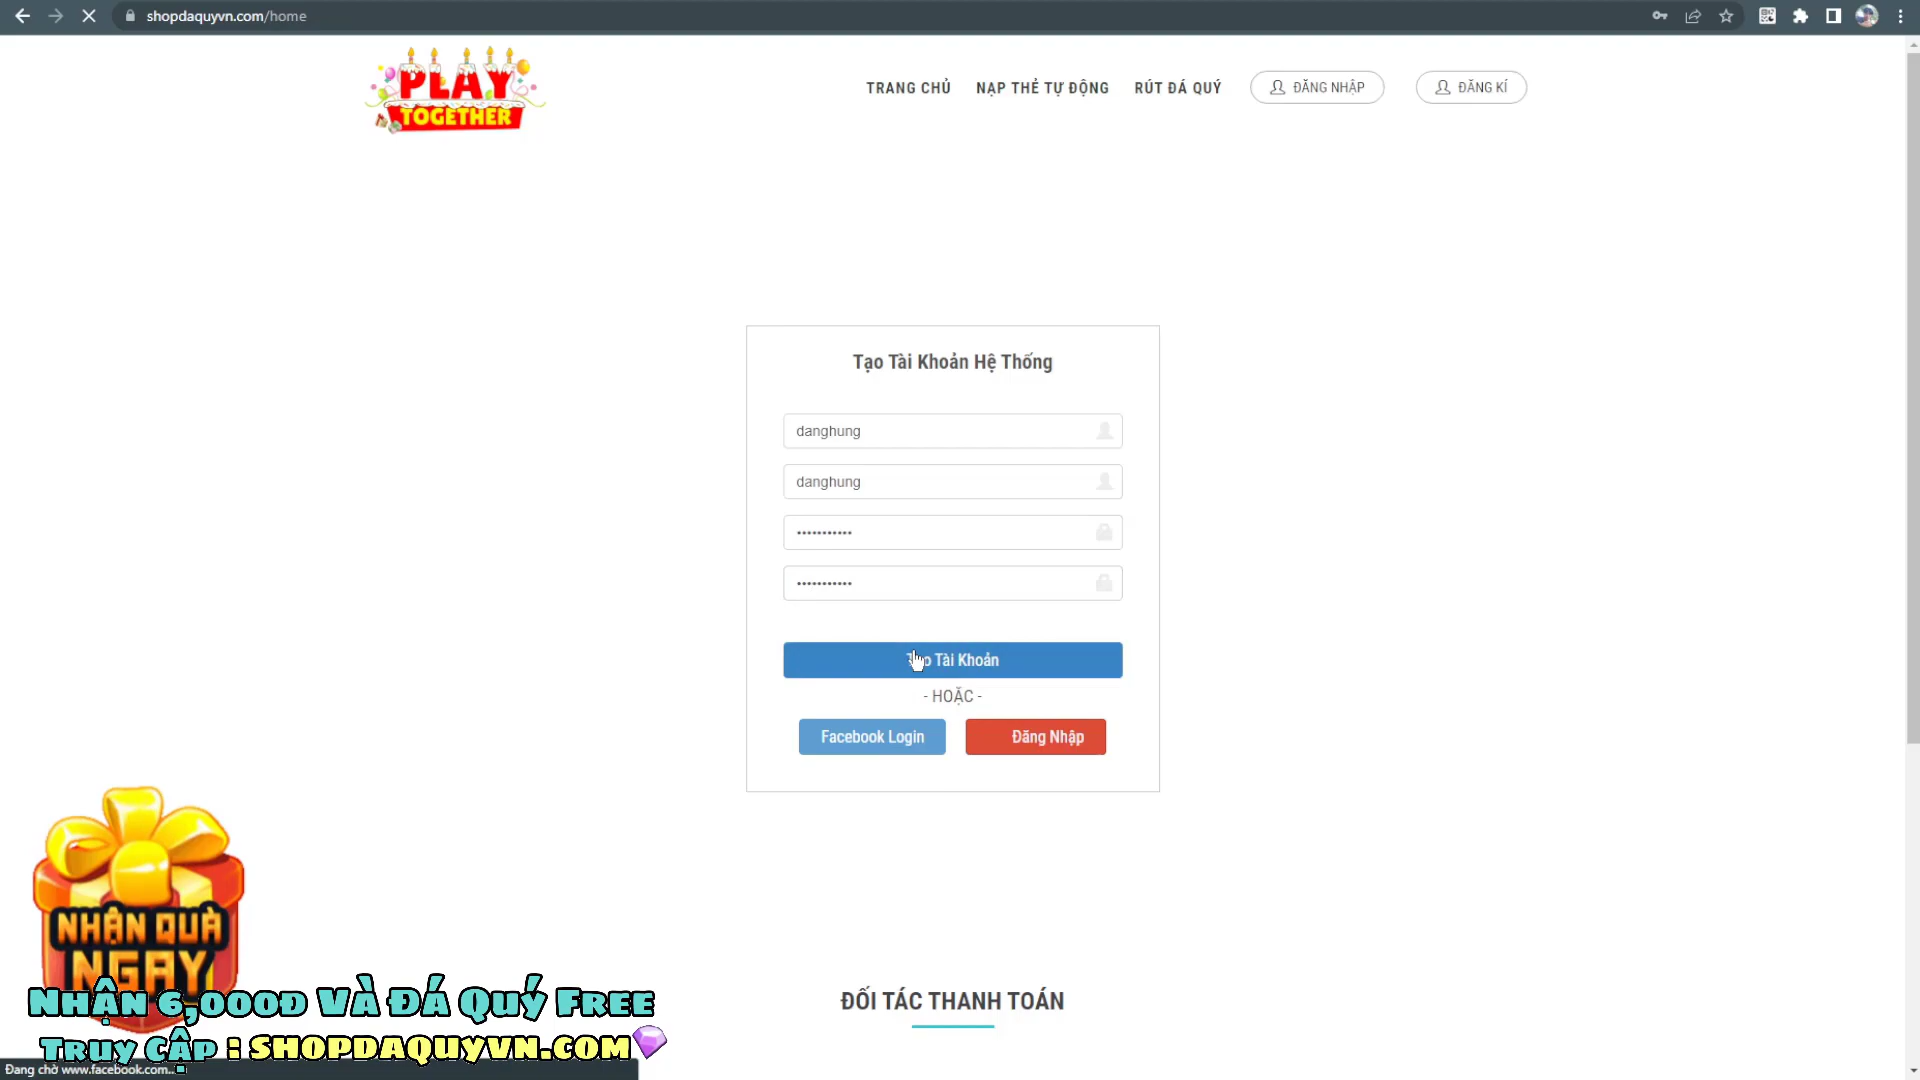 shopdaquyvn.com/home
PLAY
TOGETHER
TRANG CHỦ
NẠP THẺ TỰ ĐỘNG
RÚT ĐÁ QUÝ
ĐĂNG NHẬP
ĐĂNG KÍ
Tạo Tài Khoản Hệ Thống
danghung
danghung
•••••••••••
•••••••••••
Tạo Tài Khoản
- HOẶC -
Facebook Login
Đăng Nhập
NHẬN QUÀ
NGAY
ĐỐI TÁC THANH TOÁN
Nhận 6,000đ Và Đá Quý Free
Truy Cập : shopdaquyvn.com
Đang chờ www.facebook.com...